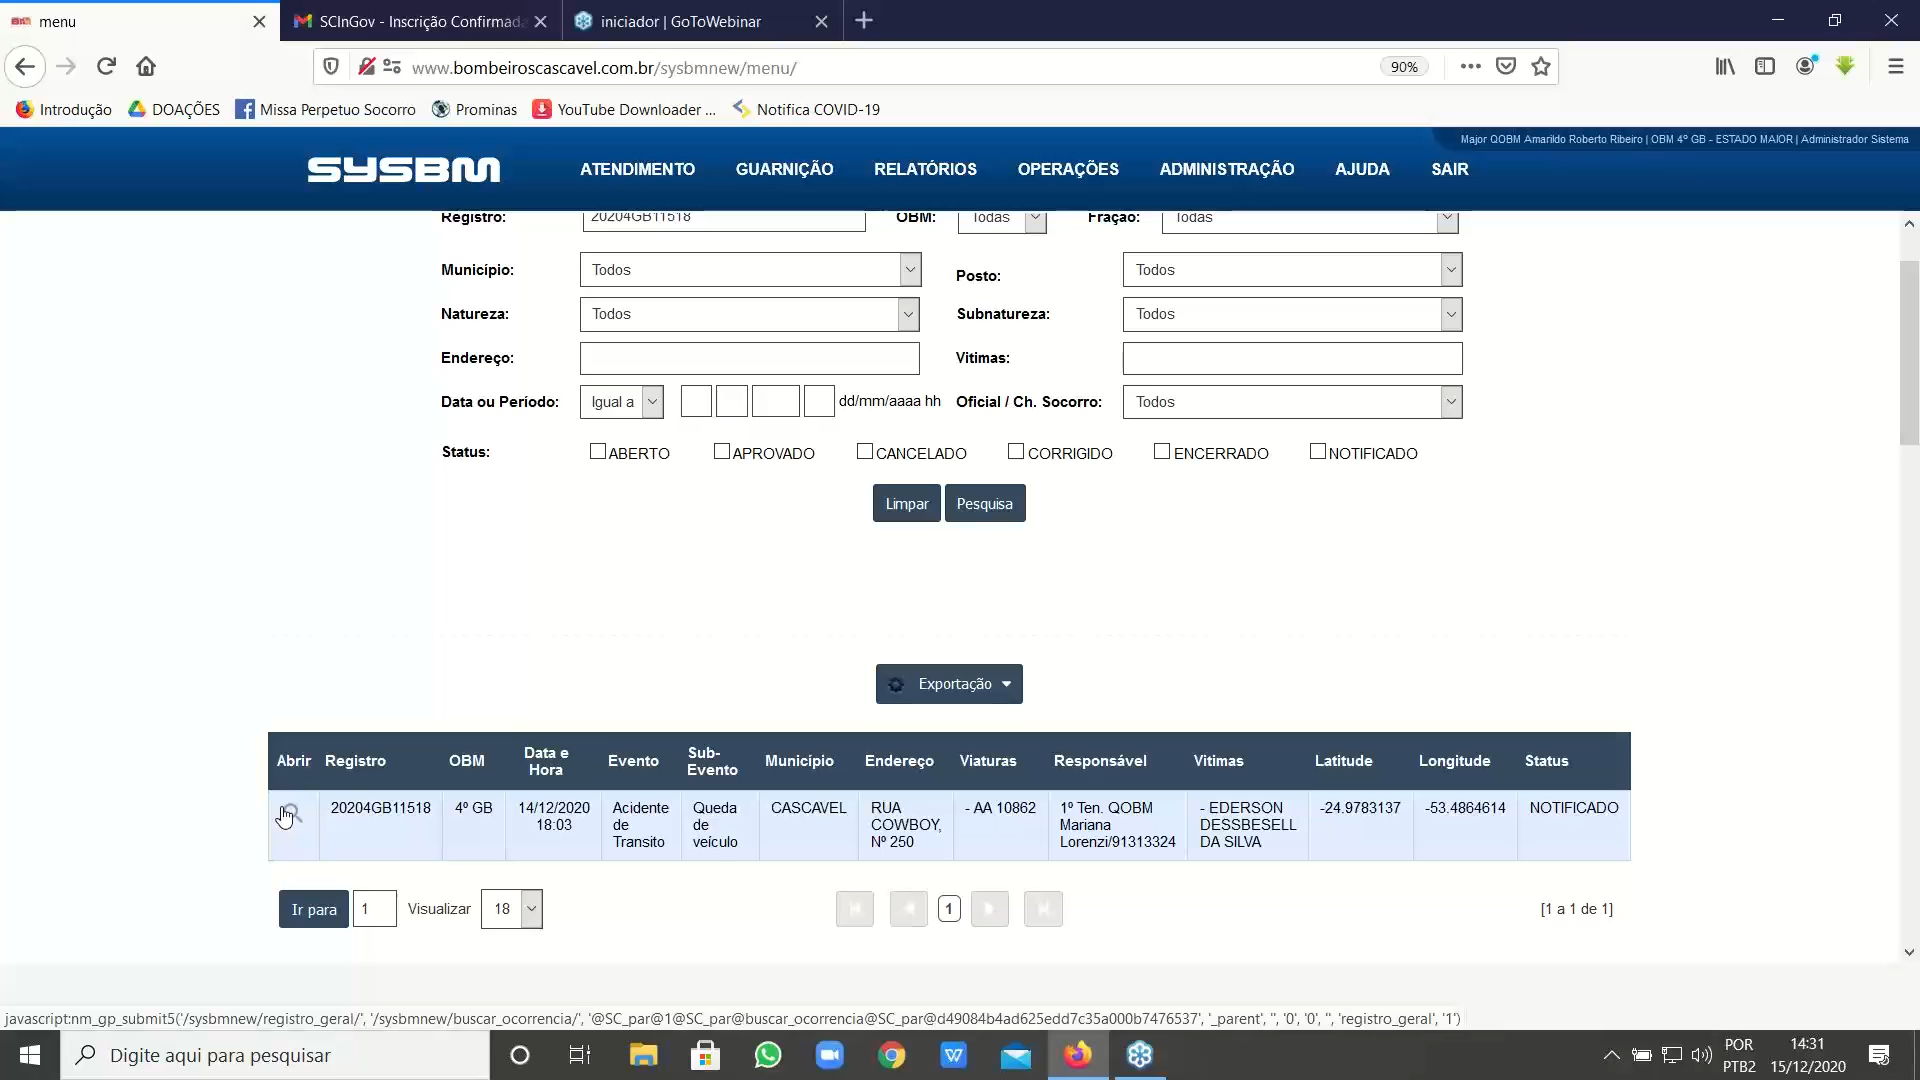 menu
SCInGov - Inscrição Confirmada
iniciador | GoToWebinar
www.bombeiroscascavel.com.br/sysbmnew/menu/
90%
Introdução
DOAÇÕES
Missa Perpetuo Socorro
Prominas
YouTube Downloader ...
Notifica COVID-19
Major QOBM Amarildo Roberto Ribeiro | OBM 4º GB - ESTADO MAIOR | Administrador Sistema
SYSBM
ATENDIMENTO
GUARNIÇÃO
RELATÓRIOS
OPERAÇÕES
ADMINISTRAÇÃO
AJUDA
SAIR
Registro:
20204GB11518
OBM:
Todas
Fração:
Todas
Município:
Todos
Posto:
Todos
Natureza:
Todos
Subnatureza:
Todos
Endereço:
Vitimas:
Data ou Período:
Igual a
dd/mm/aaaa hh
Oficial / Ch. Socorro:
Todos
Status:
ABERTO
APROVADO
CANCELADO
CORRIGIDO
ENCERRADO
NOTIFICADO
Limpar
Pesquisa
Exportação
Abrir
Registro
OBM
Data e
Hora
Evento
Sub-
Evento
Município
Endereço
Viaturas
Responsável
Vitimas
Latitude
Longitude
Status
20204GB11518
4º GB
14/12/2020
18:03
Acidente
de
Transito
Queda
de
veículo
CASCAVEL
RUA
COWBOY,
Nº 250
- AA 10862
1º Ten. QOBM
Mariana
Lorenzi/91313324
- EDERSON
DESSBESELL
DA SILVA
-24.9783137
-53.4864614
NOTIFICADO
Ir para
1
Visualizar
18
1
[1 a 1 de 1]
javascript:nm_gp_submit5('/sysbmnew/registro_geral/', '/sysbmnew/buscar_ocorrencia/', '@SC_par@1@SC_par@buscar_ocorrencia@SC_par@d49084b4ad625edd7c35a000b7476537', '_parent', '', '0', '0', '', 'registro_geral', '1')
Digite aqui para pesquisar
POR
PTB2
14:31
15/12/2020